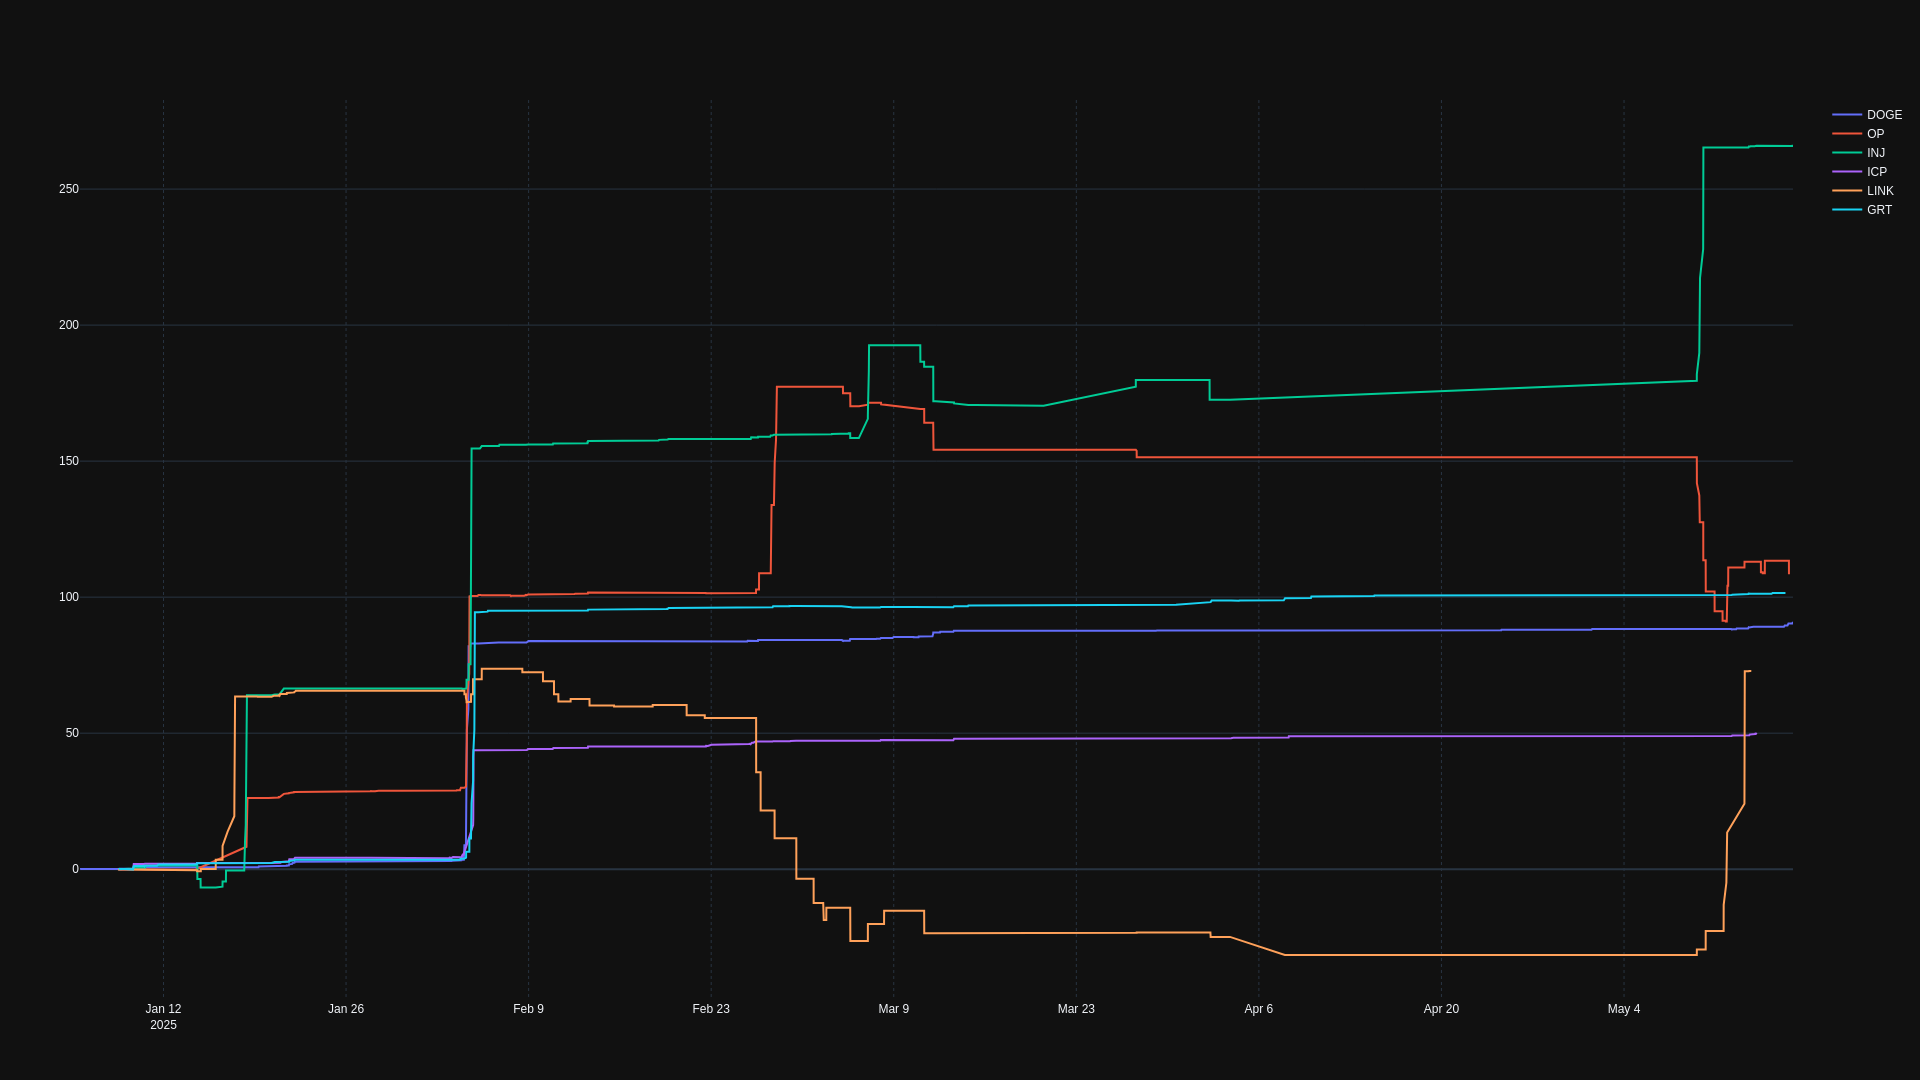 DOGE
OP
INJ
ICP
LINK
GRT
250
200
150
100
50
0
Jan 12
2025
Jan 26
Feb 9
Feb 23
Mar 9
Mar 23
Apr 6
Apr 20
May 4